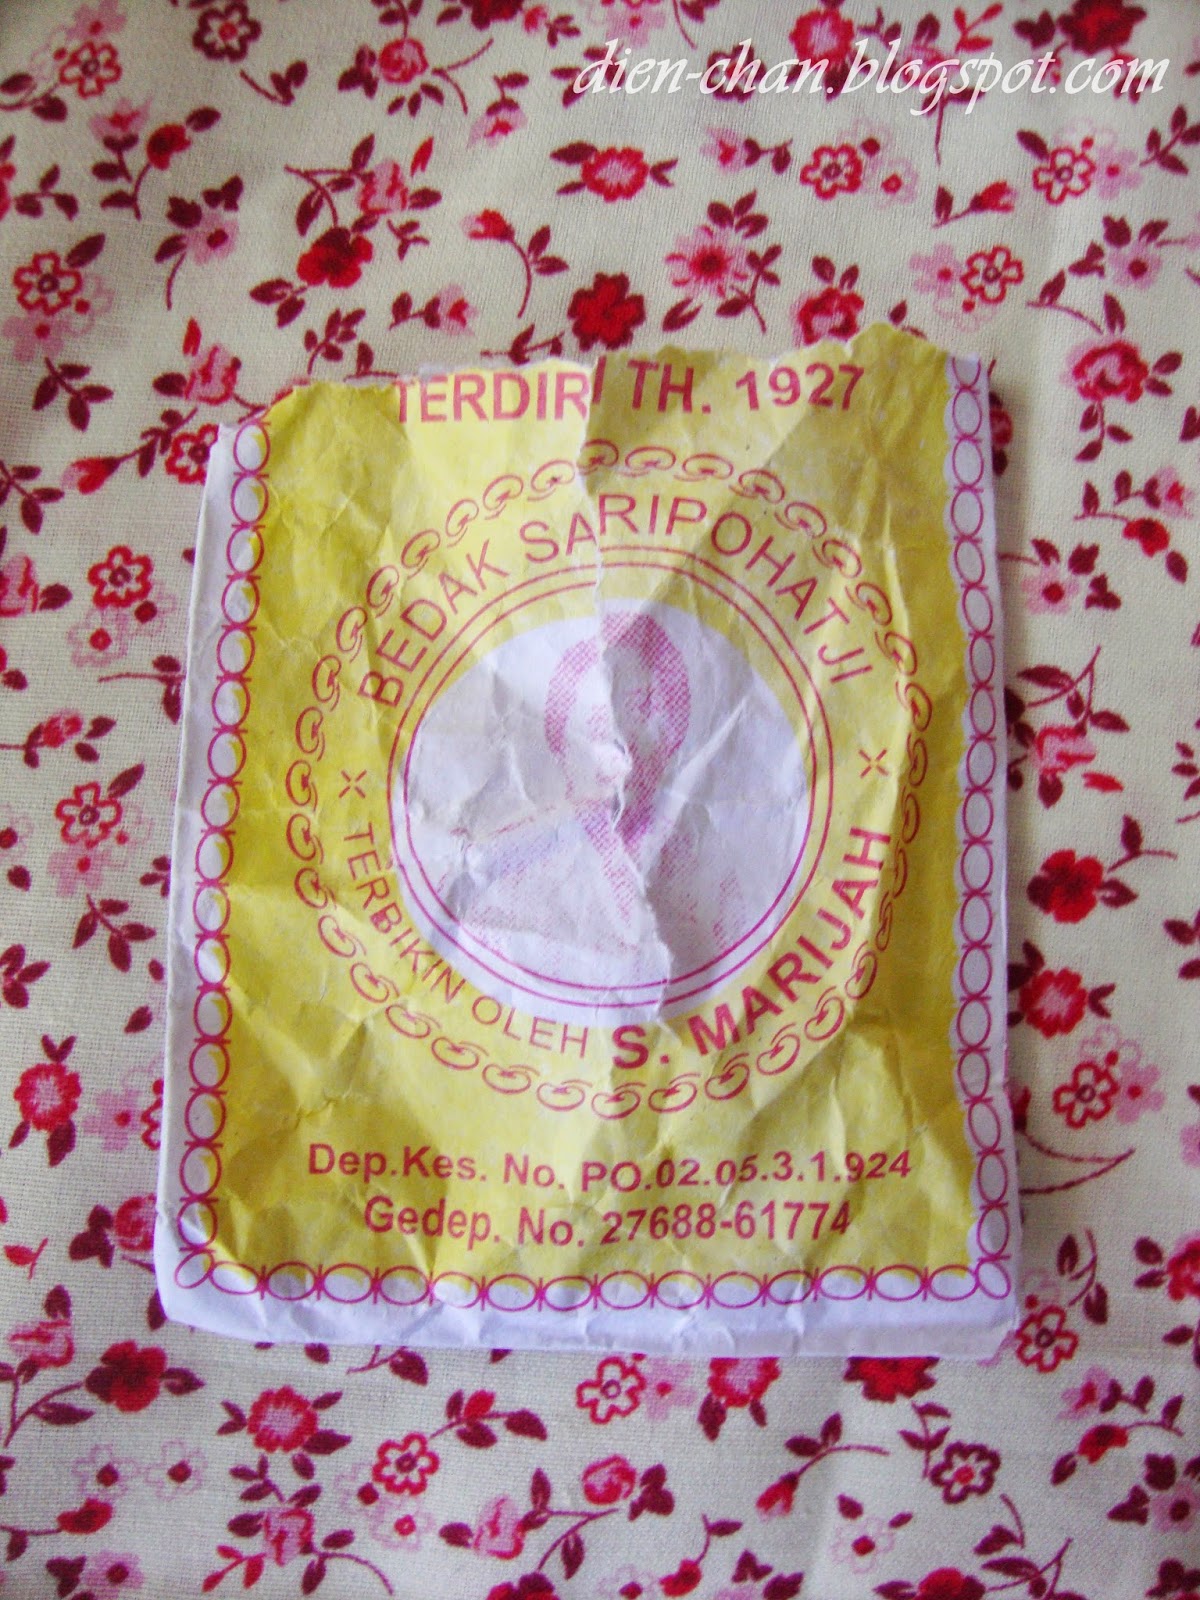 dien-chan.blogspot.com
TERDIRI TH. 1927
BEDAK SARIPOHATJI
TERBIKIN OLEH S. MARIJAH
Dep.Kes. No. PO.02.05.3.1.924
Gedep. No. 27688-61774